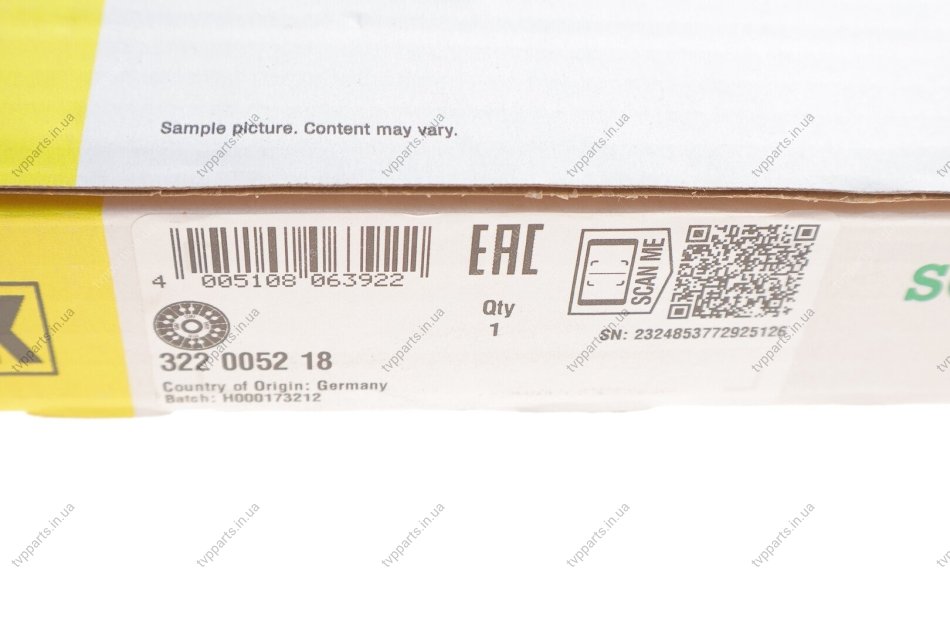 Sample picture. Content may vary.
4 005108 063922
EAC
Qty
1
SCAN ME
SN: 2324853772925126
322 0052 18
Country of Origin: Germany
Batch: H000173212
K
tvpparts.in.ua